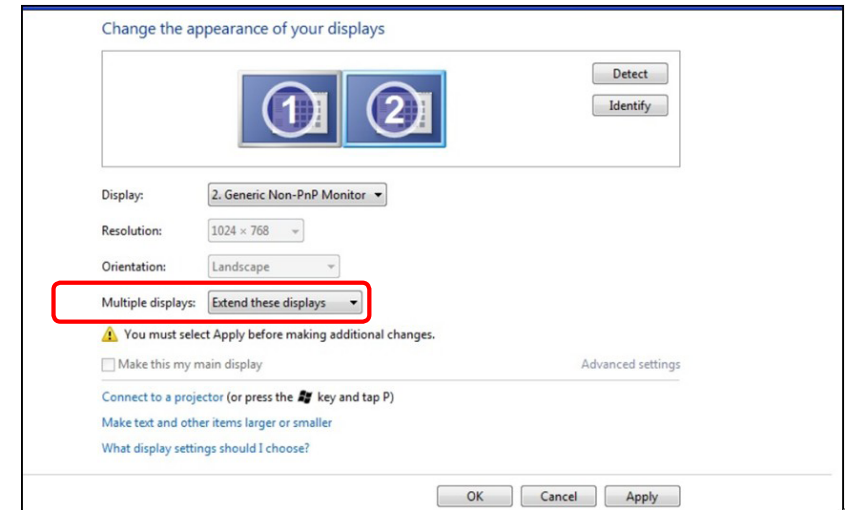 Change the appearance of your displays
1 2
Detect
Identify
Display: 2. Generic Non-PnP Monitor
Resolution: 1024 × 768
Orientation: Landscape
Multiple displays: Extend these displays
You must select Apply before making additional changes.
Make this my main display Advanced settings
Connect to a projector (or press the key and tap P)
Make text and other items larger or smaller
What display settings should I choose?
OK Cancel Apply